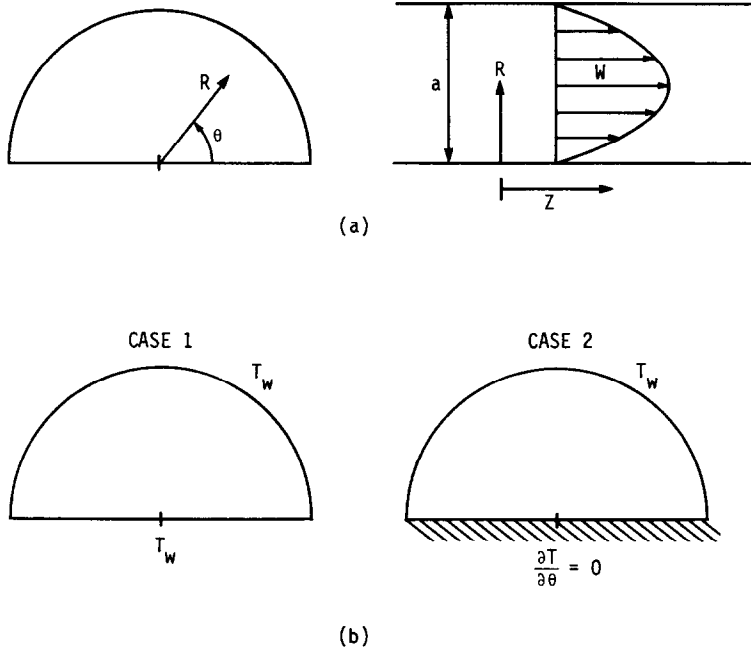 R
θ
a
R
W
Z
(a)
CASE 1
T_w
T_w
CASE 2
T_w
∂T/∂θ = 0
(b)